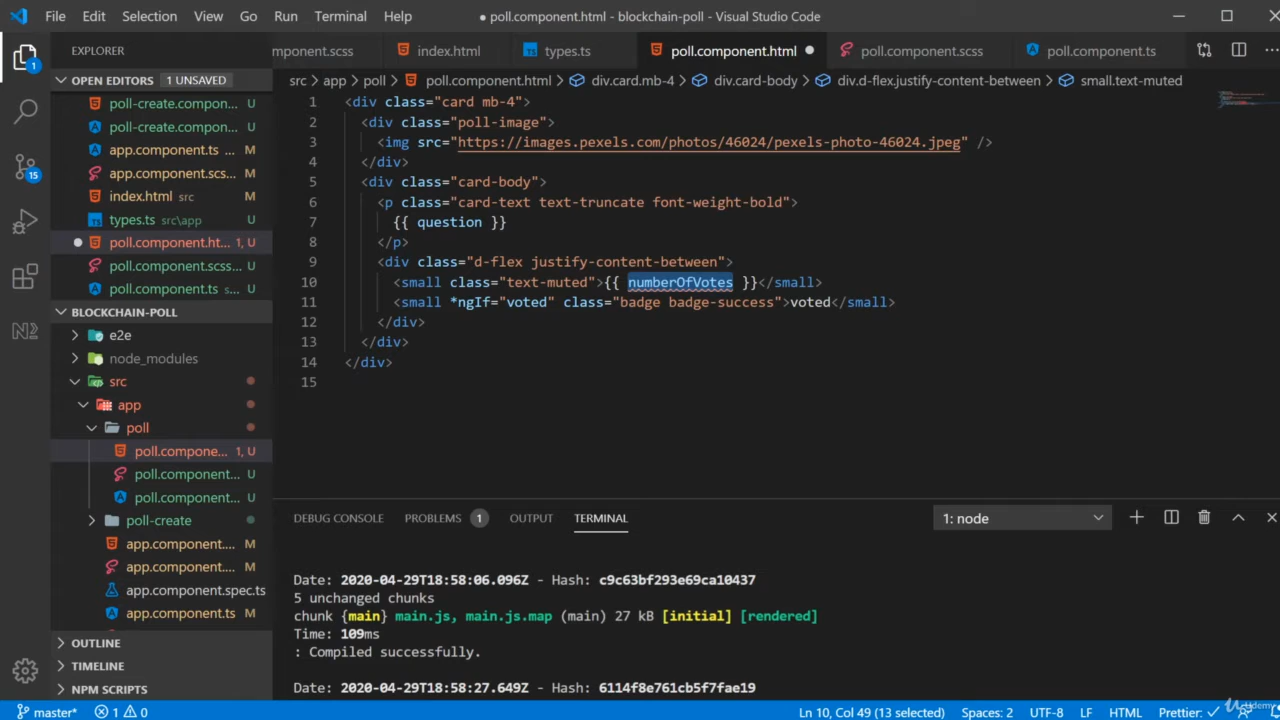 File Edit Selection View Go Run Terminal Help ● poll.component.html - blockchain-poll - Visual Studio Code
EXPLORER
mponent.scss index.html types.ts poll.component.html ● poll.component.scss poll.component.ts
OPEN EDITORS 1 UNSAVED
src > app > poll > poll.component.html > div.card.mb-4 > div.card-body > div.d-flex.justify-content-between > small.text-muted
poll-create.compon... U
poll-create.compon... U
app.component.ts ... M
app.component.scs... M
index.html src M
types.ts src\app U
poll.component.ht... 1, U
poll.component.scss... U
poll.component.ts s... U
BLOCKCHAIN-POLL
e2e
node_modules
src
app
poll
poll.compone... 1, U
poll.component... U
poll.component... U
poll-create
app.component.... M
app.component.... M
app.component.spec.ts
app.component.ts M
OUTLINE
TIMELINE
NPM SCRIPTS
1 <div class="card mb-4">
2 <div class="poll-image">
3 <img src="https://images.pexels.com/photos/46024/pexels-photo-46024.jpeg" />
4 </div>
5 <div class="card-body">
6 <p class="card-text text-truncate font-weight-bold">
7 {{ question }}
8 </p>
9 <div class="d-flex justify-content-between">
10 <small class="text-muted">{{ numberOfVotes }}</small>
11 <small *ngIf="voted" class="badge badge-success">voted</small>
12 </div>
13 </div>
14 </div>
15
DEBUG CONSOLE PROBLEMS 1 OUTPUT TERMINAL 1: node
Date: 2020-04-29T18:58:06.096Z - Hash: c9c63bf293e69ca10437
5 unchanged chunks
chunk {main} main.js, main.js.map (main) 27 kB [initial] [rendered]
Time: 109ms
: Compiled successfully.
Date: 2020-04-29T18:58:27.649Z - Hash: 6114f8e761cb5f7fae19
1
15
master* 1 0 Ln 10, Col 49 (13 selected) Spaces: 2 UTF-8 LF HTML Prettier: ✓
Udemy